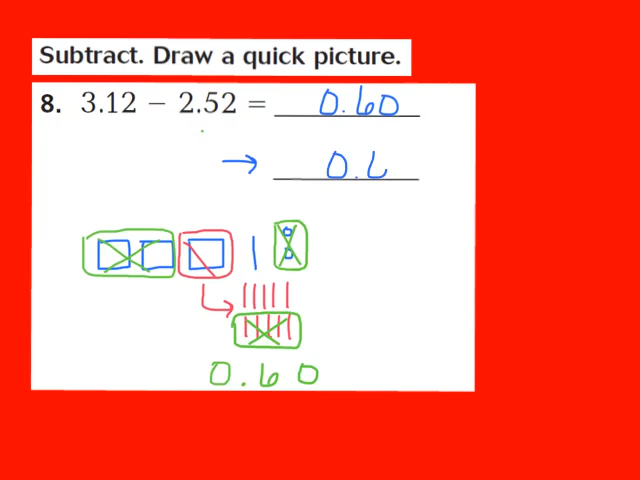 Subtract. Draw a quick picture.
8. 3.12 − 2.52 = 0.60
→ 0.6
0.60